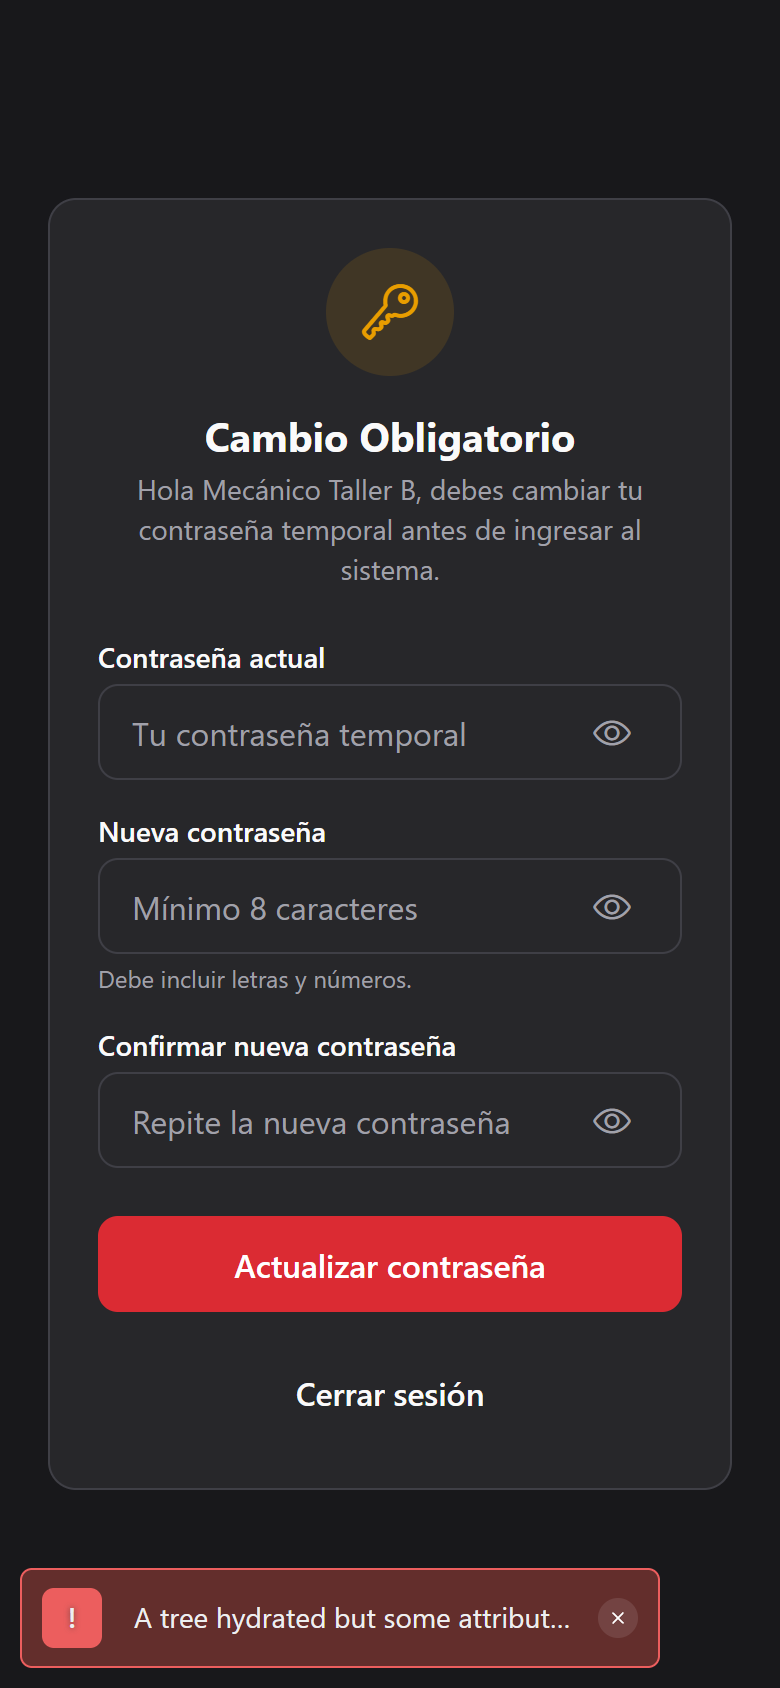 Cambio Obligatorio
Hola Mecánico Taller B, debes cambiar tu
contraseña temporal antes de ingresar al
sistema.
Contraseña actual
Tu contraseña temporal
Nueva contraseña
Mínimo 8 caracteres
Debe incluir letras y números.
Confirmar nueva contraseña
Repite la nueva contraseña
Actualizar contraseña
Cerrar sesión
! A tree hydrated but some attribut...